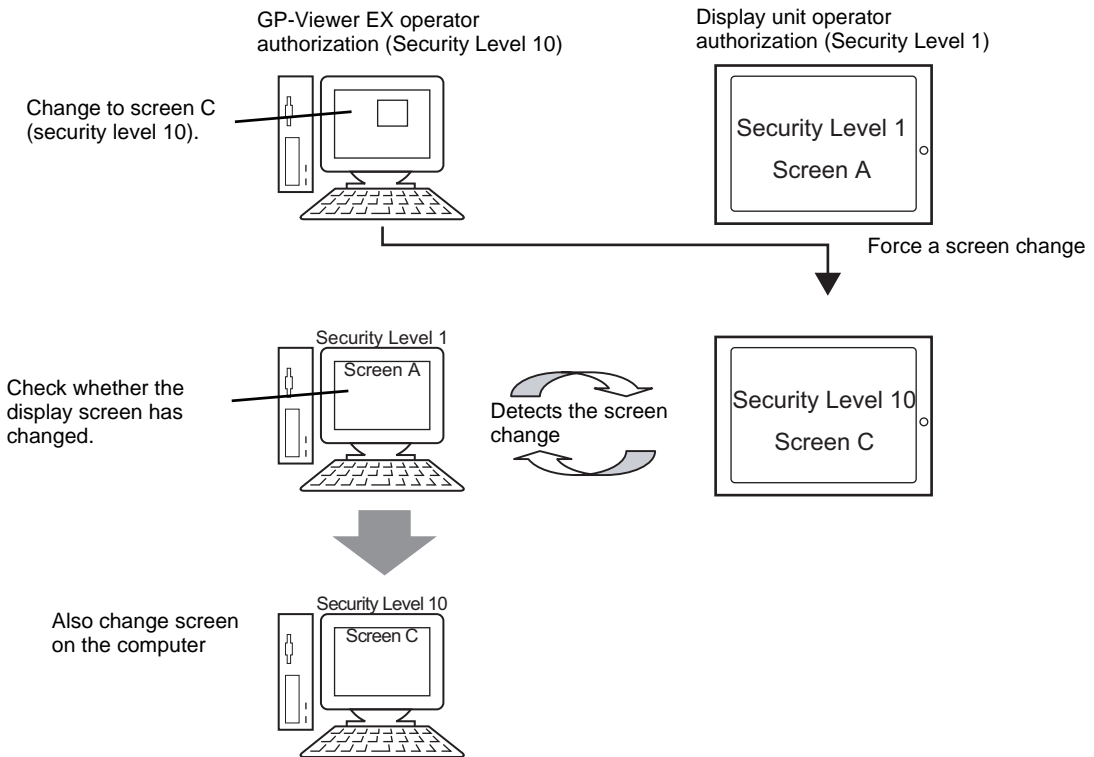 GP-Viewer EX operator
authorization (Security Level 10)
Display unit operator
authorization (Security Level 1)
Change to screen C
(security level 10).
Security Level 1
Screen A
Force a screen change
Security Level 1
Screen A
Check whether the
display screen has
changed.
Detects the screen
change
Security Level 10
Screen C
Also change screen
on the computer
Security Level 10
Screen C